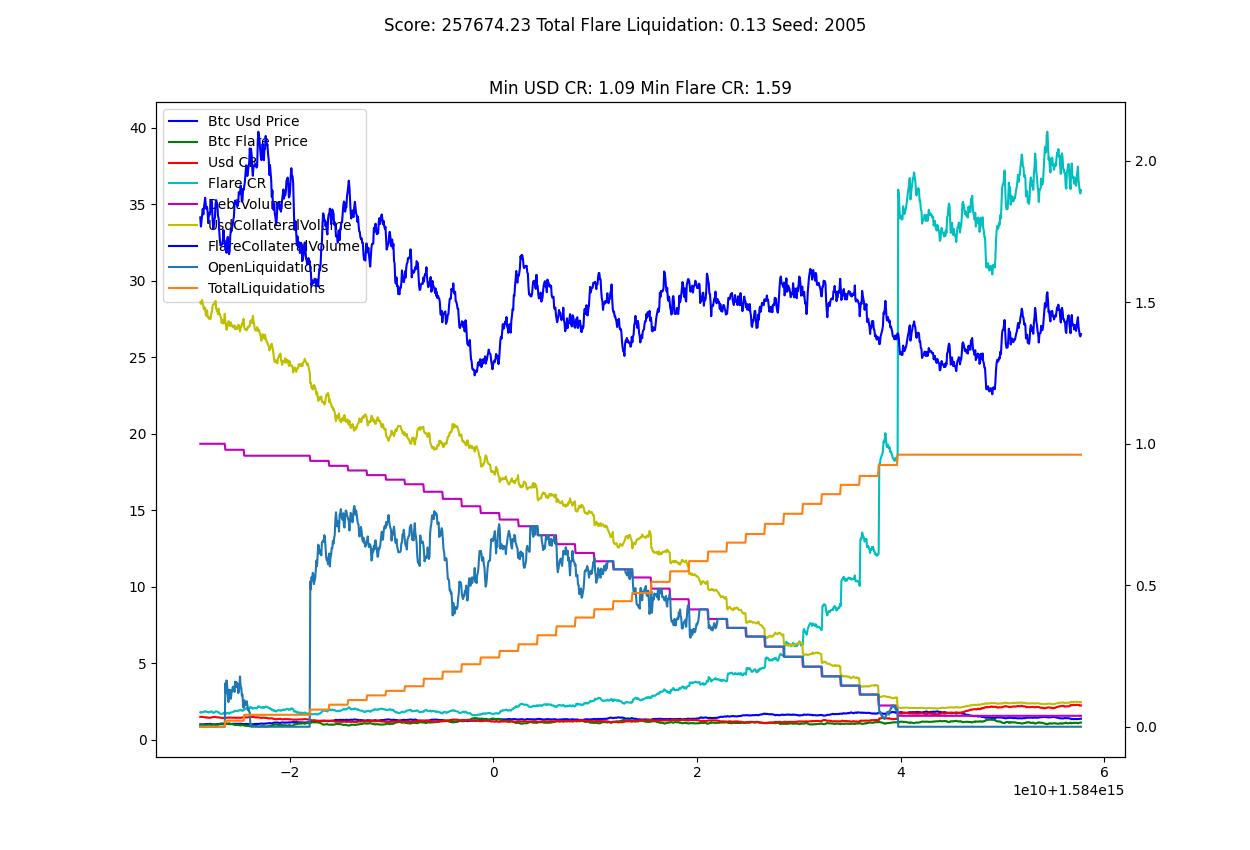 Score: 257674.23 Total Flare Liquidation: 0.13 Seed: 2005
Min USD CR: 1.09 Min Flare CR: 1.59
Btc Usd Price
Btc Flare Price
Usd CR
Flare CR
DebtVolume
UsdCollateralVolume
FlareCollateralVolume
OpenLiquidations
TotalLiquidations
40
35
30
25
20
15
10
5
0
2.0
1.5
1.0
0.5
0.0
−2
0
2
4
6
1e10+1.584e15